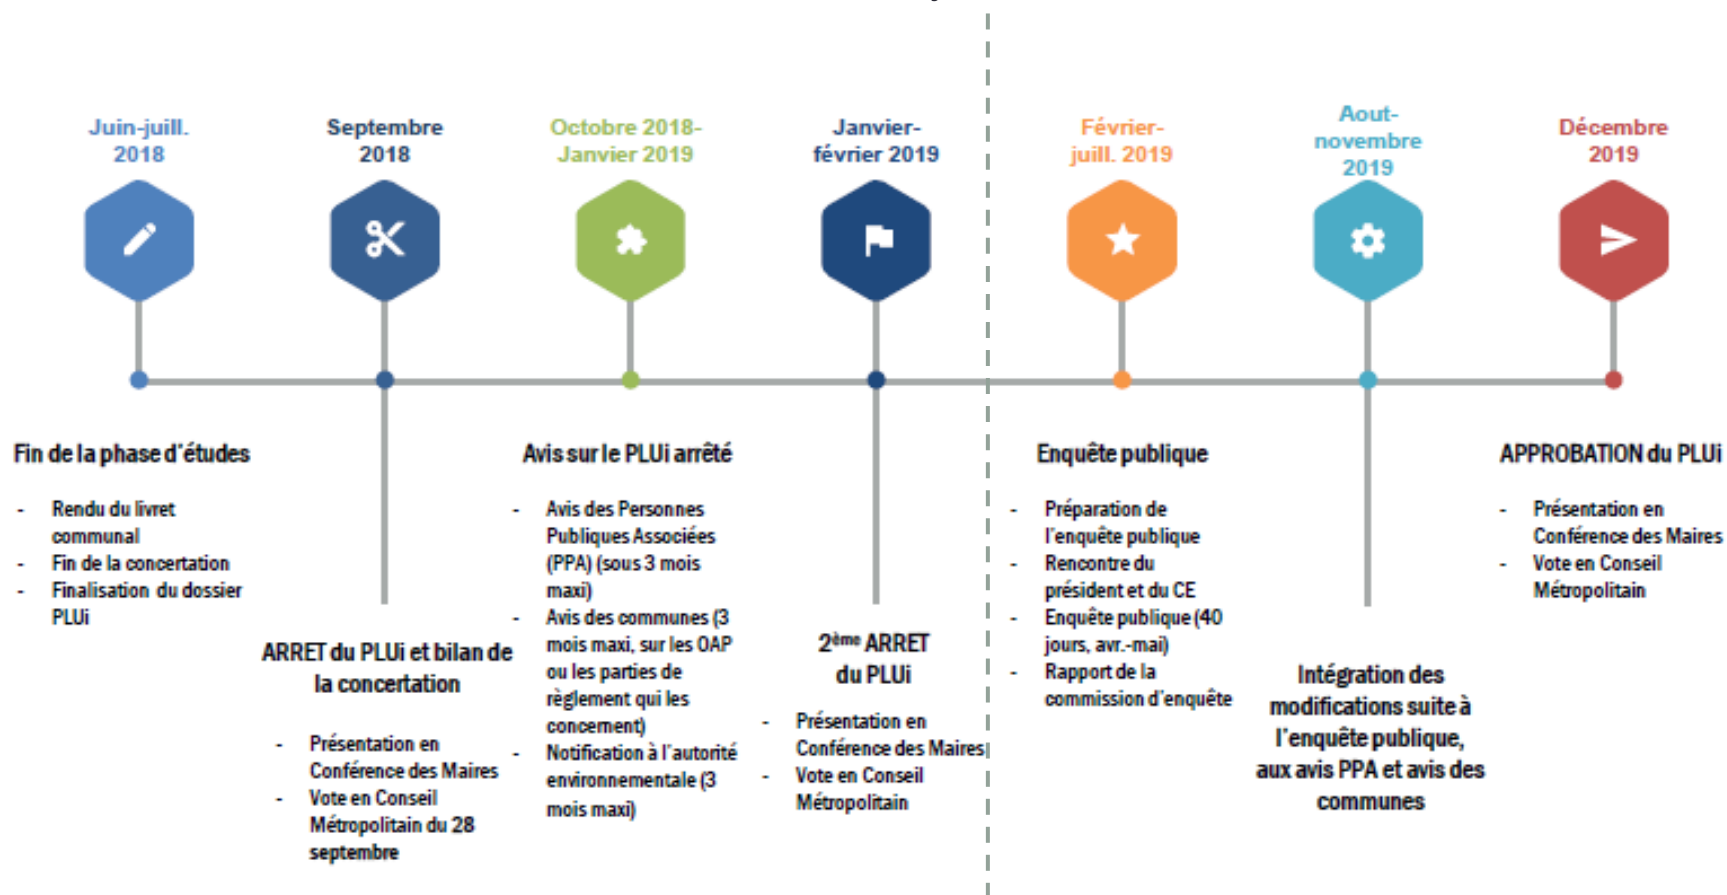 Juin-juill.
2018
Septembre
2018
Octobre 2018-
Janvier 2019
Janvier-
février 2019
Février-
juill. 2019
Aout-
novembre
2019
Décembre
2019
Fin de la phase d'études
- Rendu du livret
communal
- Fin de la concertation
- Finalisation du dossier
PLUi
ARRET du PLUi et bilan de
la concertation
- Présentation en
Conférence des Maires
- Vote en Conseil
Métropolitain du 28
septembre
Avis sur le PLUi arrêté
- Avis des Personnes
Publiques Associées
(PPA) (sous 3 mois
maxi)
- Avis des communes (3
mois maxi, sur les OAP
ou les parties de
règlement qui les
concernent)
- Notification à l'autorité
environnementale (3
mois maxi)
2ème ARRET
du PLUi
- Présentation en
Conférence des Maires
- Vote en Conseil
Métropolitain
Enquête publique
- Préparation de
l'enquête publique
- Rencontre du
président et du CE
- Enquête publique (40
jours, avr.-mai)
- Rapport de la
commission d'enquête
Intégration des
modifications suite à
l'enquête publique,
aux avis PPA et avis des
communes
APPROBATION du PLUi
- Présentation en
Conférence des Maires
- Vote en Conseil
Métropolitain